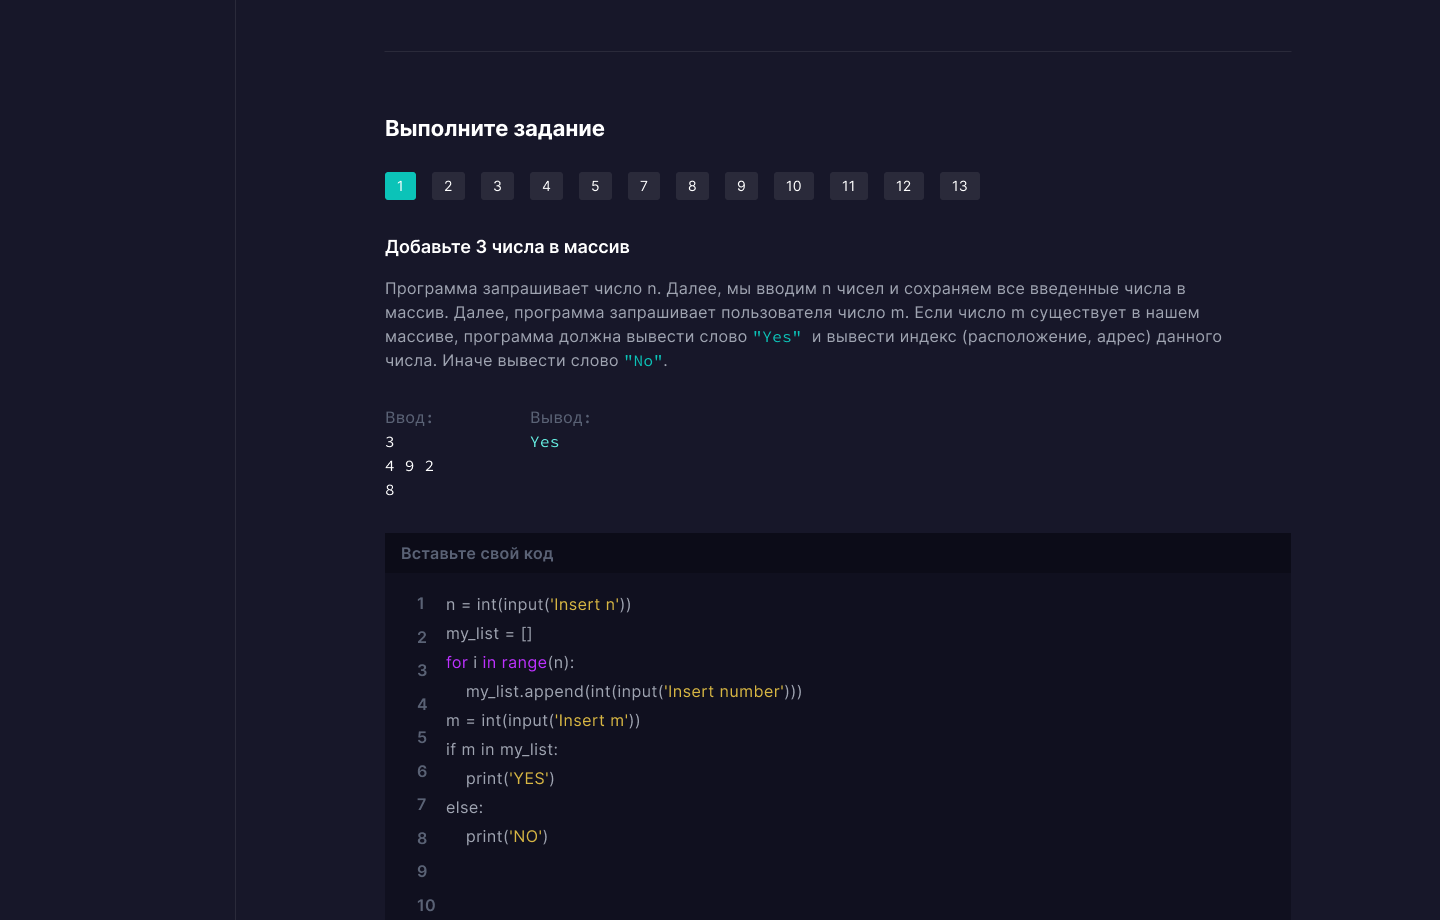 Выполните задание
1 2 3 4 5 7 8 9 10 11 12 13
Добавьте 3 числа в массив
Программа запрашивает число n. Далее, мы вводим n чисел и сохраняем все введенные числа в
массив. Далее, программа запрашивает пользователя число m. Если число m существует в нашем
массиве, программа должна вывести слово "Yes" и вывести индекс (расположение, адрес) данного
числа. Иначе вывести слово "No".
Ввод: Вывод:
3 Yes
4 9 2
8
Вставьте свой код
1 n = int(input('Insert n'))
2 my_list = []
3 for i in range(n):
4 my_list.append(int(input('Insert number')))
5 m = int(input('Insert m'))
6 if m in my_list:
7 print('YES')
8 else:
9 print('NO')
10